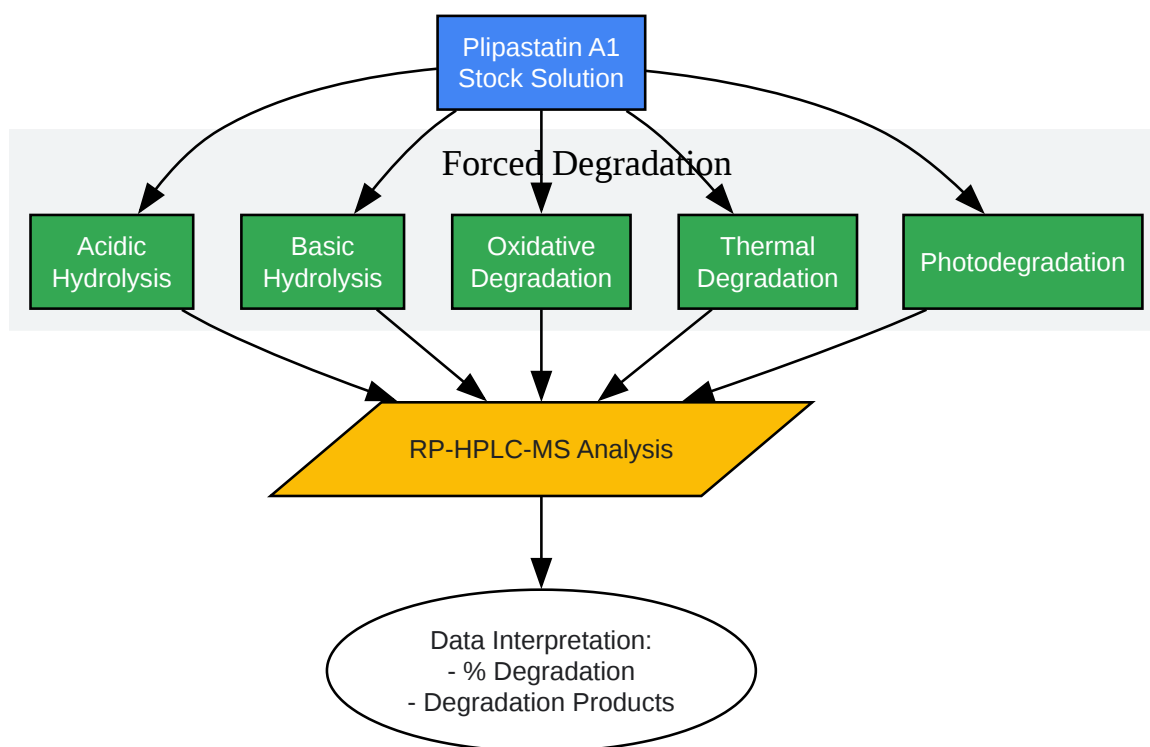 Plipastatin A1
Stock Solution
Forced Degradation
Acidic
Hydrolysis
Basic
Hydrolysis
Oxidative
Degradation
Thermal
Degradation
Photodegradation
RP-HPLC-MS Analysis
Data Interpretation:
- % Degradation
- Degradation Products